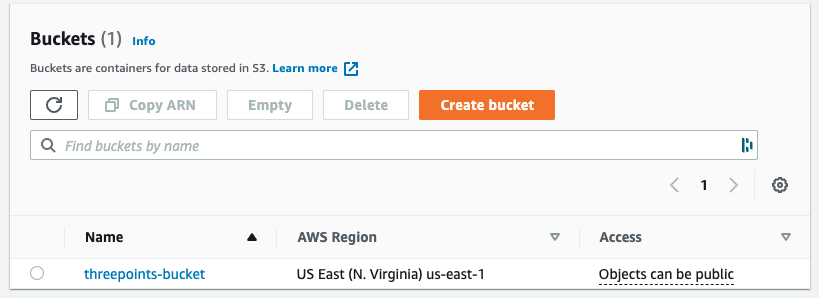 Buckets (1) Info
Buckets are containers for data stored in S3. Learn more
Copy ARN Empty Delete Create bucket
Find buckets by name
1
Name AWS Region Access
threepoints-bucket US East (N. Virginia) us-east-1 Objects can be public